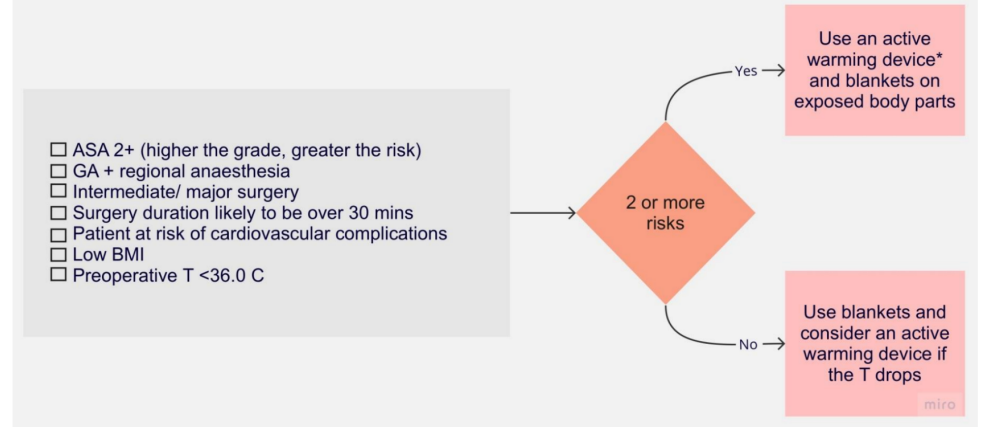 ☐ ASA 2+ (higher the grade, greater the risk)
☐ GA + regional anaesthesia
☐ Intermediate/ major surgery
☐ Surgery duration likely to be over 30 mins
☐ Patient at risk of cardiovascular complications
☐ Low BMI
☐ Preoperative T <36.0 C
2 or more
risks
Yes
Use an active
warming device*
and blankets on
exposed body parts
No
Use blankets and
consider an active
warming device if
the T drops
miro